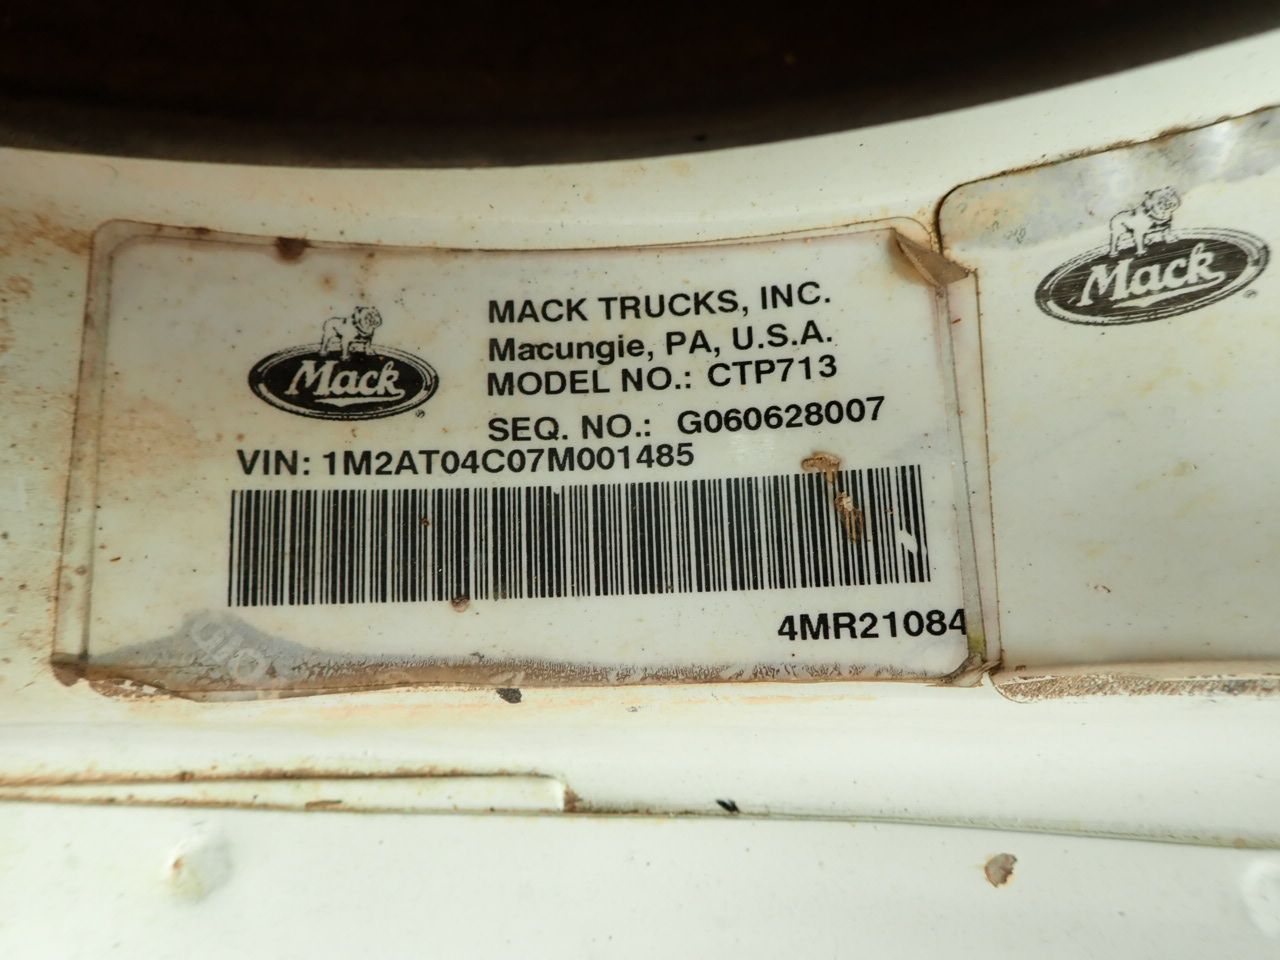 Mack
MACK TRUCKS, INC.
Macungie, PA, U.S.A.
MODEL NO.: CTP713
SEQ. NO.: G060628007
VIN: 1M2AT04C07M001485
4MR21084
Mack